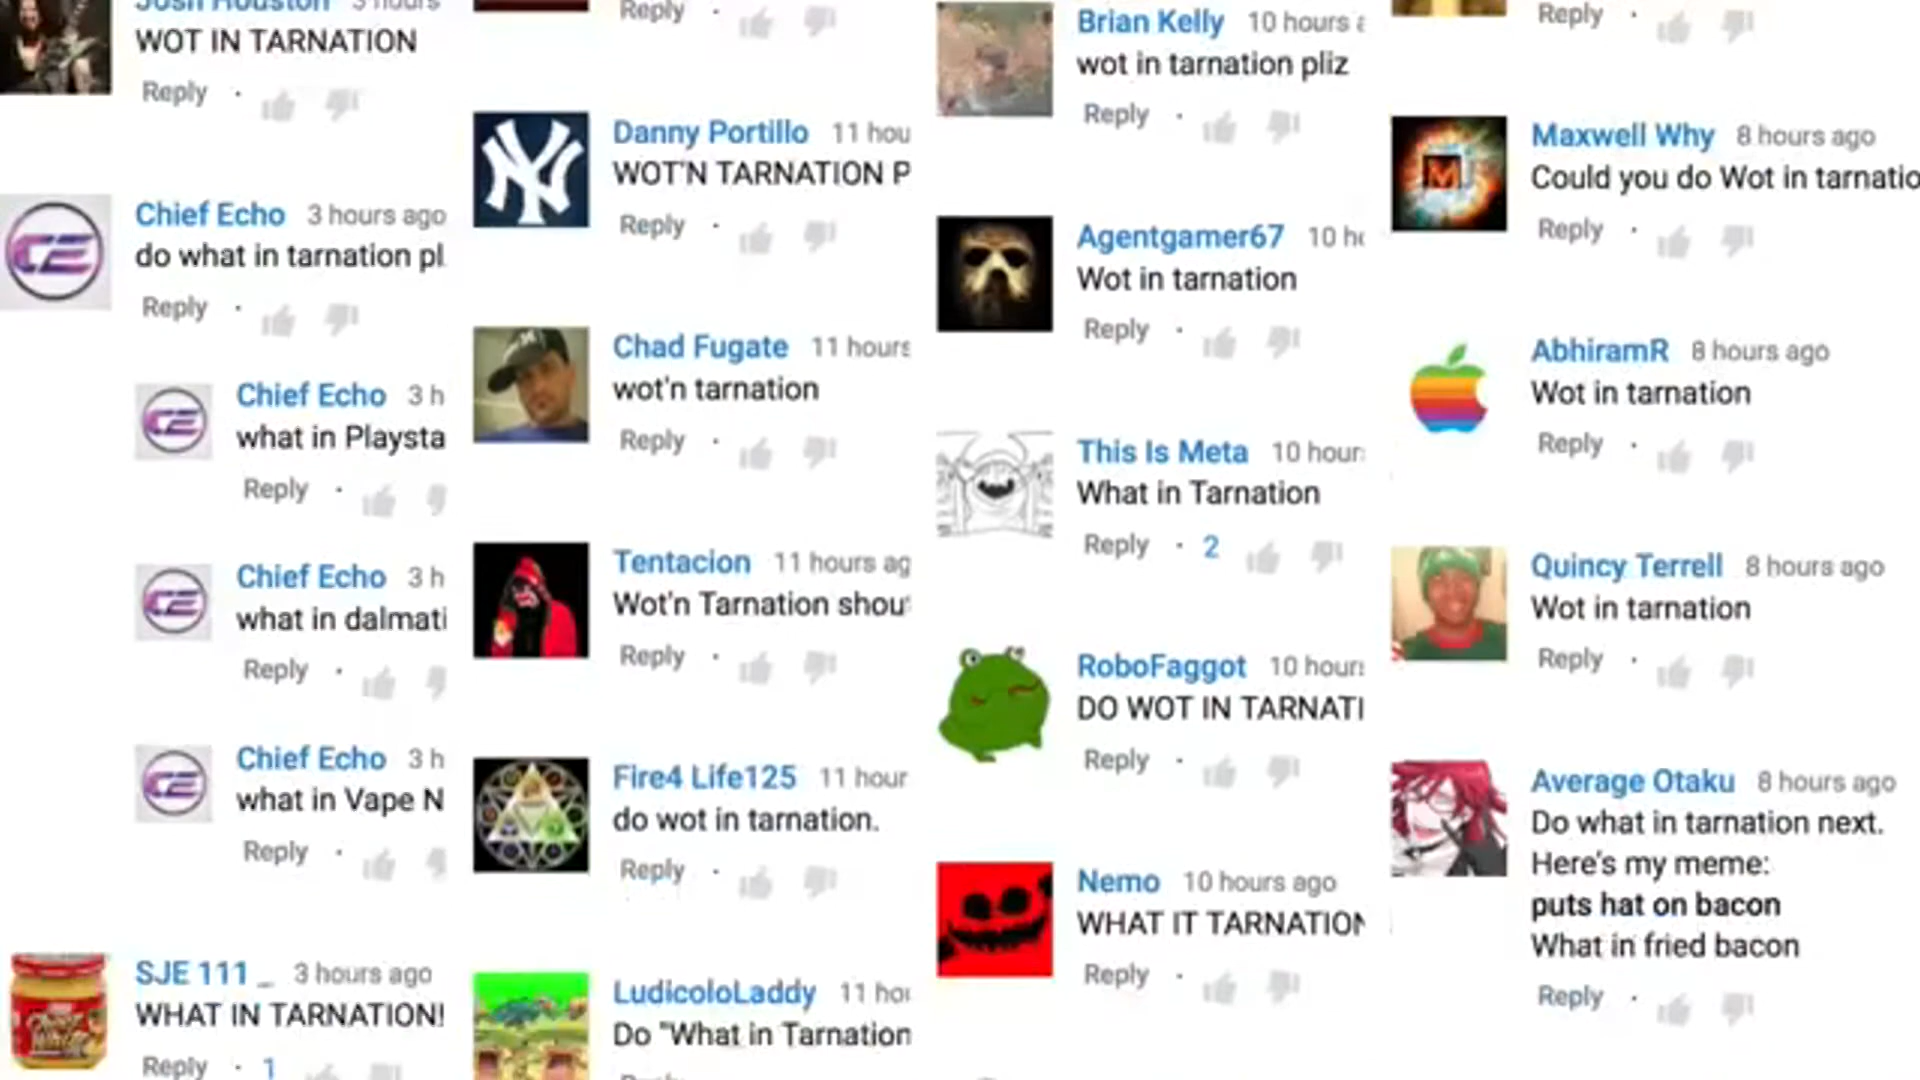 Josh Houston 3 hours
WOT IN TARNATION
Reply
Chief Echo 3 hours ago
do what in tarnation pl
Reply
Chief Echo 3 h
what in Playsta
Reply
Chief Echo 3 h
what in dalmati
Reply
Chief Echo 3 h
what in Vape N
Reply
SJE 111 _ 3 hours ago
WHAT IN TARNATION!
Reply · 1
Reply ·
NY
Danny Portillo 11 hou
WOT'N TARNATION P
Reply ·
Chad Fugate 11 hours
wot'n tarnation
Reply ·
Tentacion 11 hours ag
Wot'n Tarnation shou
Reply ·
Fire4 Life125 11 hour
do wot in tarnation.
Reply ·
LudicoloLaddy 11 hou
Do "What in Tarnation
Brian Kelly 10 hours a
wot in tarnation pliz
Reply ·
Agentgamer67 10 ho
Wot in tarnation
Reply ·
This Is Meta 10 hour
What in Tarnation
Reply · 2
RoboFaggot 10 hour
DO WOT IN TARNATI
Reply ·
Nemo 10 hours ago
WHAT IT TARNATION
Reply ·
Reply ·
Maxwell Why 8 hours ago
Could you do Wot in tarnatio
Reply ·
AbhiramR 8 hours ago
Wot in tarnation
Reply ·
Quincy Terrell 8 hours ago
Wot in tarnation
Reply ·
Average Otaku 8 hours ago
Do what in tarnation next.
Here's my meme:
puts hat on bacon
What in fried bacon
Reply ·